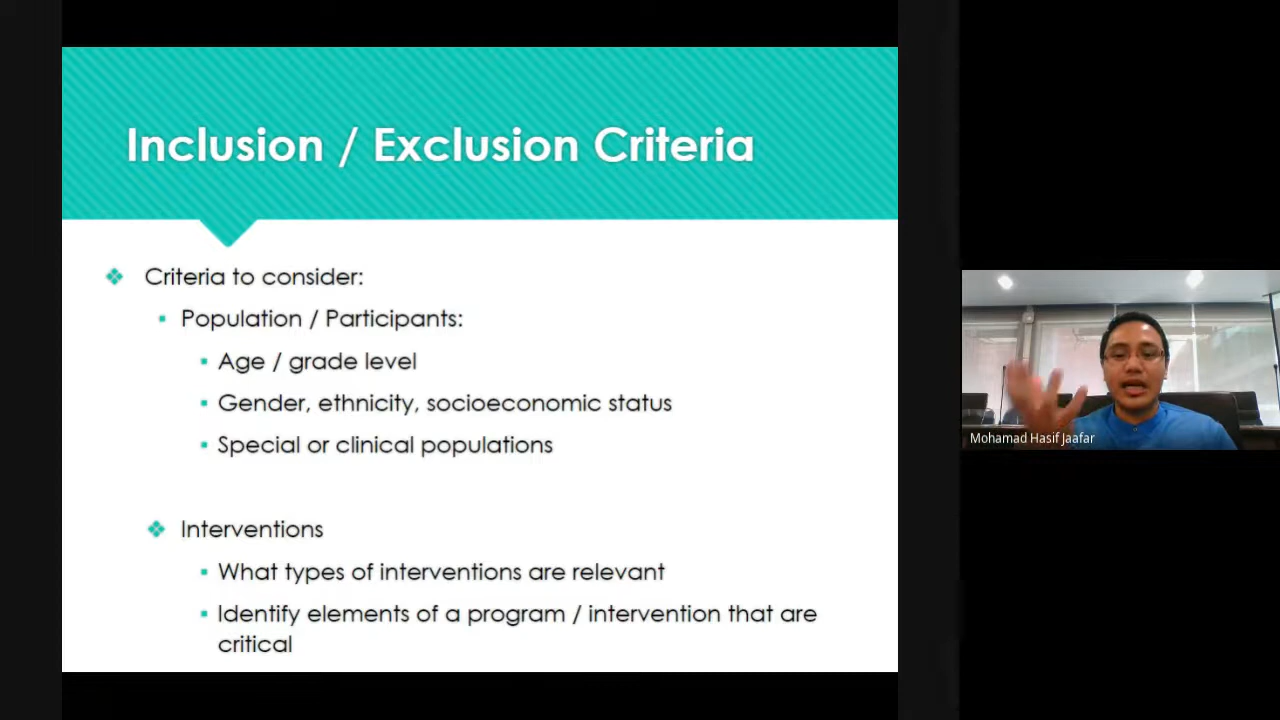 Inclusion / Exclusion Criteria
Criteria to consider:
Population / Participants:
Age / grade level
Gender, ethnicity, socioeconomic status
Special or clinical populations
Interventions
What types of interventions are relevant
Identify elements of a program / intervention that are
critical
Mohamad Hasif Jaafar